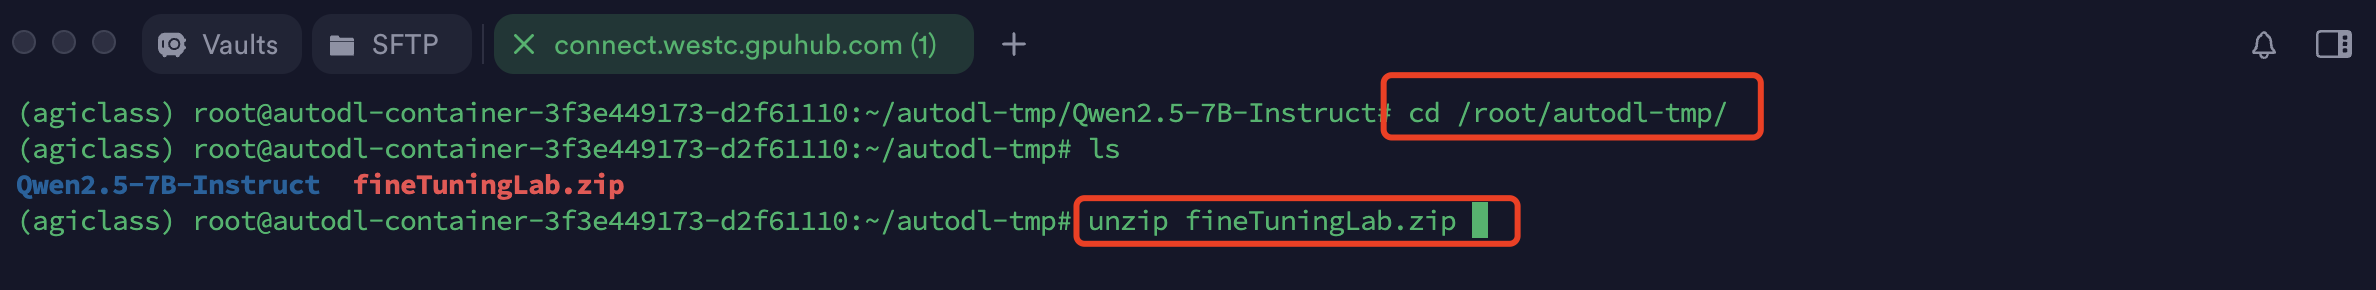 Vaults SFTP connect.westc.gpuhub.com (1)
(agiclass) root@autodl-container-3f3e449173-d2f61110:~/autodl-tmp/Qwen2.5-7B-Instruct# cd /root/autodl-tmp/
(agiclass) root@autodl-container-3f3e449173-d2f61110:~/autodl-tmp# ls
Qwen2.5-7B-Instruct fineTuningLab.zip
(agiclass) root@autodl-container-3f3e449173-d2f61110:~/autodl-tmp# unzip fineTuningLab.zip